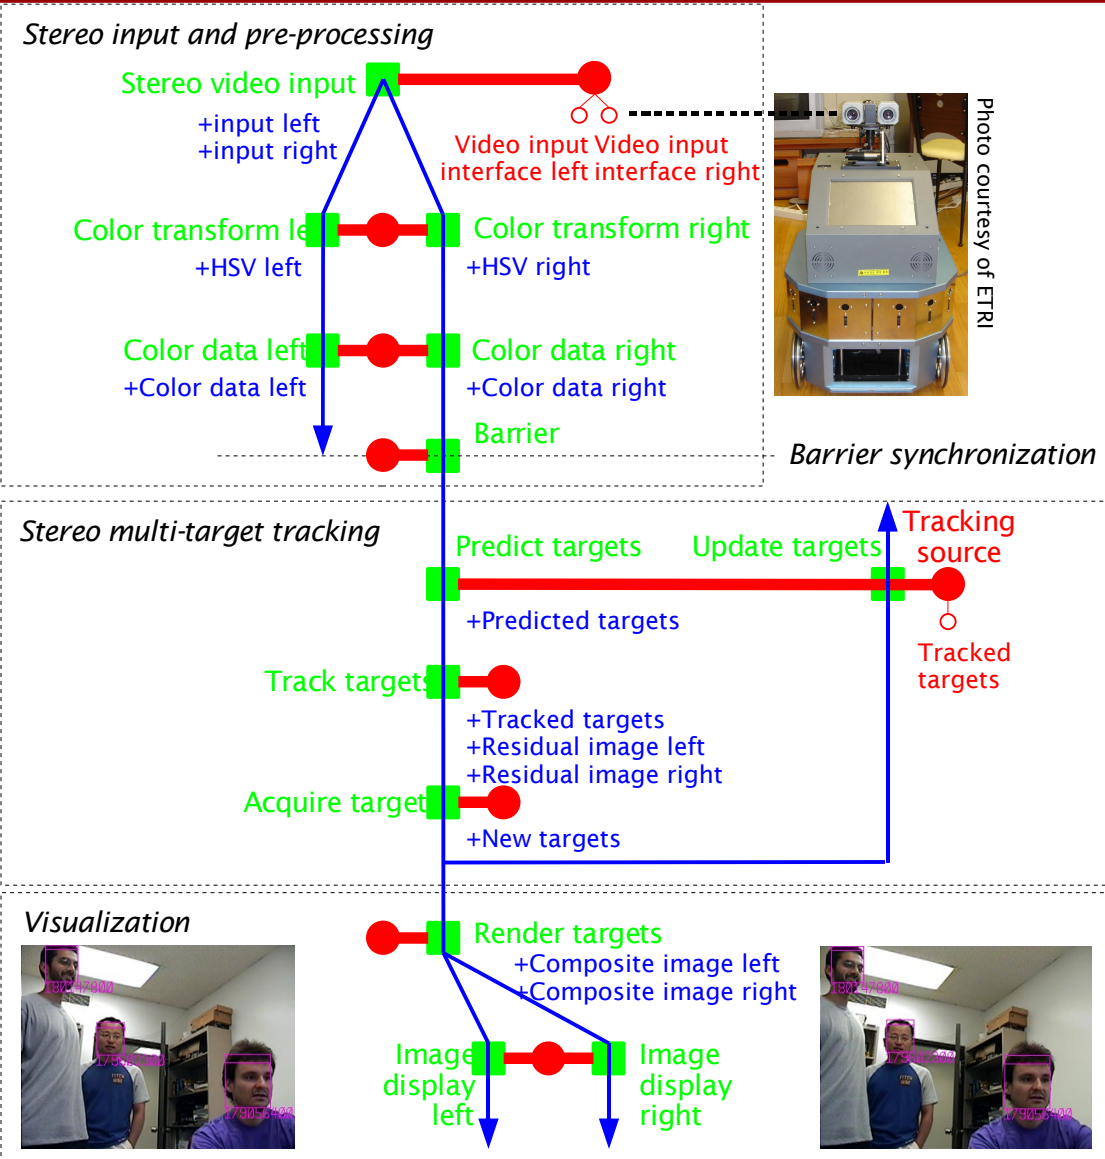 Stereo input and pre-processing
Stereo video input
+input left
+input right
Video input Video input
interface left interface right
Photo courtesy of ETRI
Color transform le
Color transform right
+HSV left
+HSV right
Color data left
Color data right
+Color data left
+Color data right
Barrier
Barrier synchronization
Stereo multi-target tracking
Tracking
source
Predict targets
Update targets
+Predicted targets
Tracked
targets
Track targets
+Tracked targets
+Residual image left
+Residual image right
Acquire target
+New targets
Visualization
Render targets
+Composite image left
+Composite image right
Image
display
left
Image
display
right
179056400
179056400